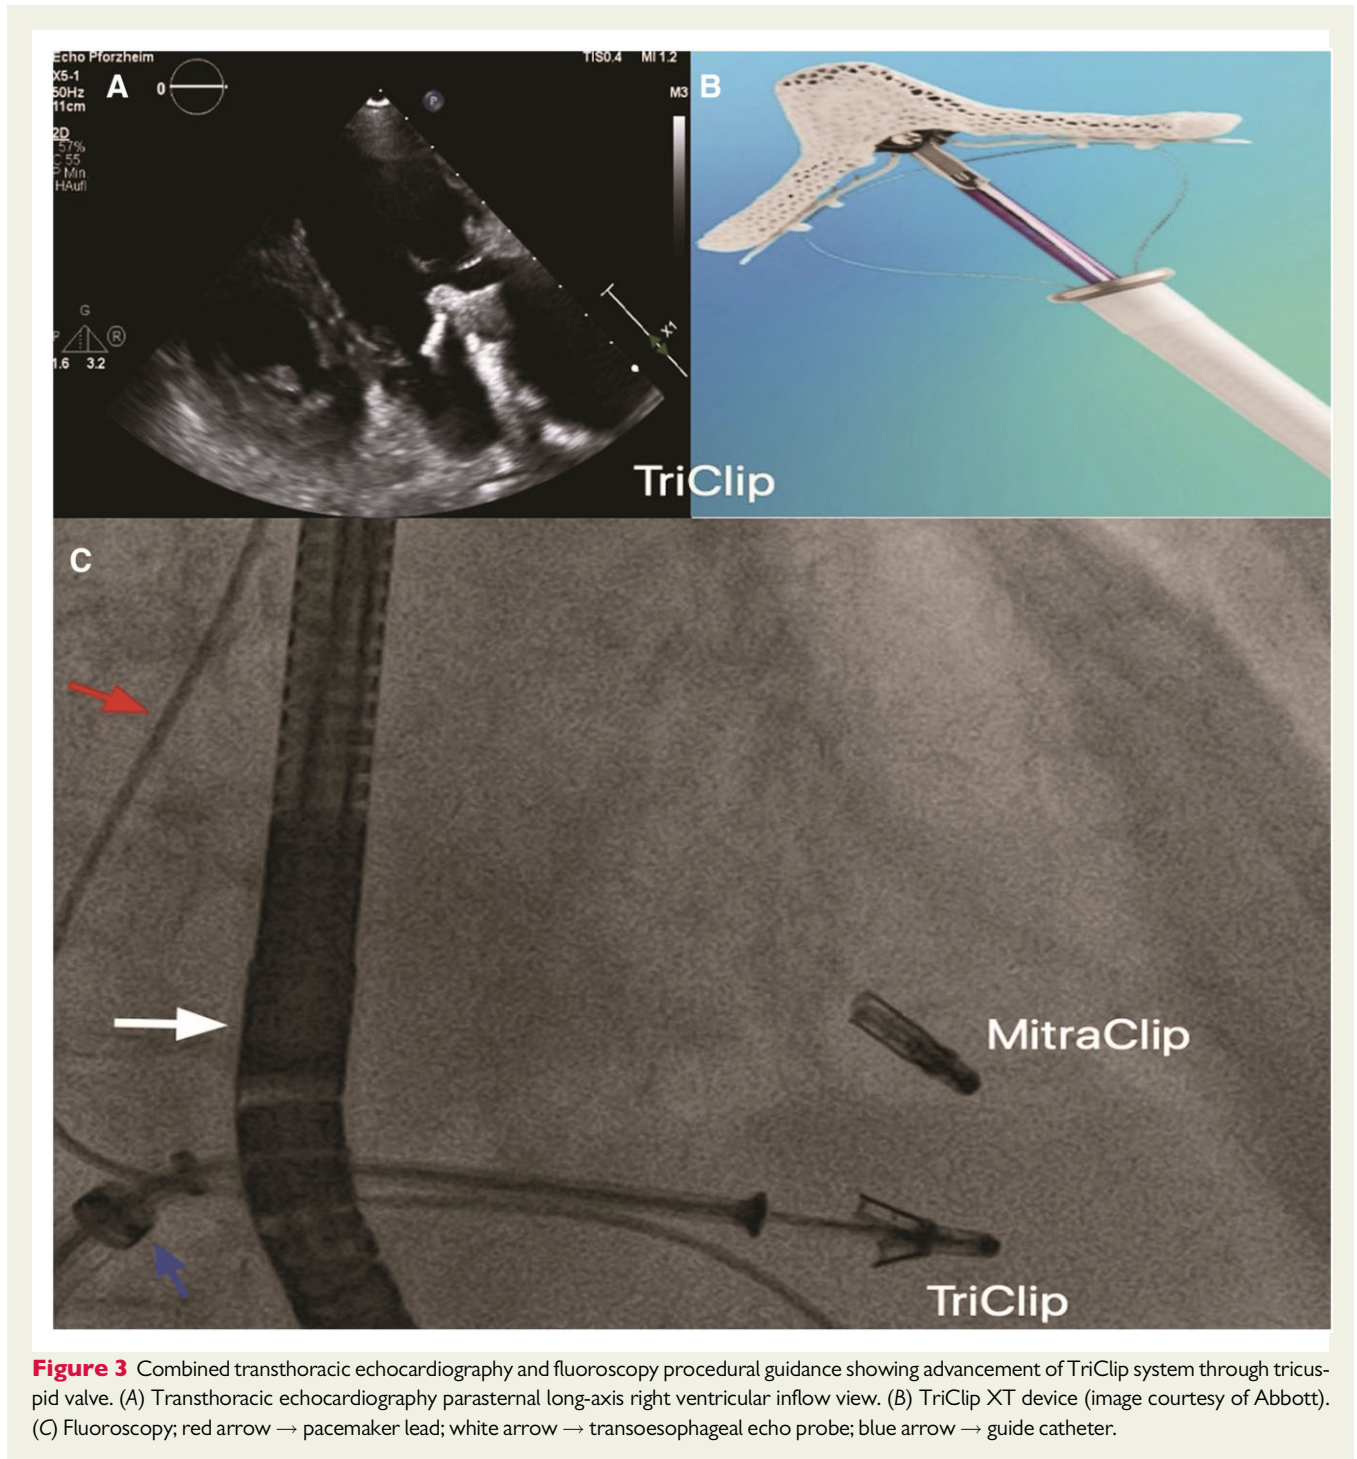 Echo Pforzheim
TIS0.4 MI 1.2
X5-1
50Hz
11cm
A
0
P
M3
B
2D
57%
C 55
P Min
HAufl
G
P
R
1.6 3.2
X1
TriClip
C
MitraClip
TriClip
Figure 3 Combined transthoracic echocardiography and fluoroscopy procedural guidance showing advancement of TriClip system through tricus-
pid valve. (A) Transthoracic echocardiography parasternal long-axis right ventricular inflow view. (B) TriClip XT device (image courtesy of Abbott).
(C) Fluoroscopy; red arrow → pacemaker lead; white arrow → transoesophageal echo probe; blue arrow → guide catheter.